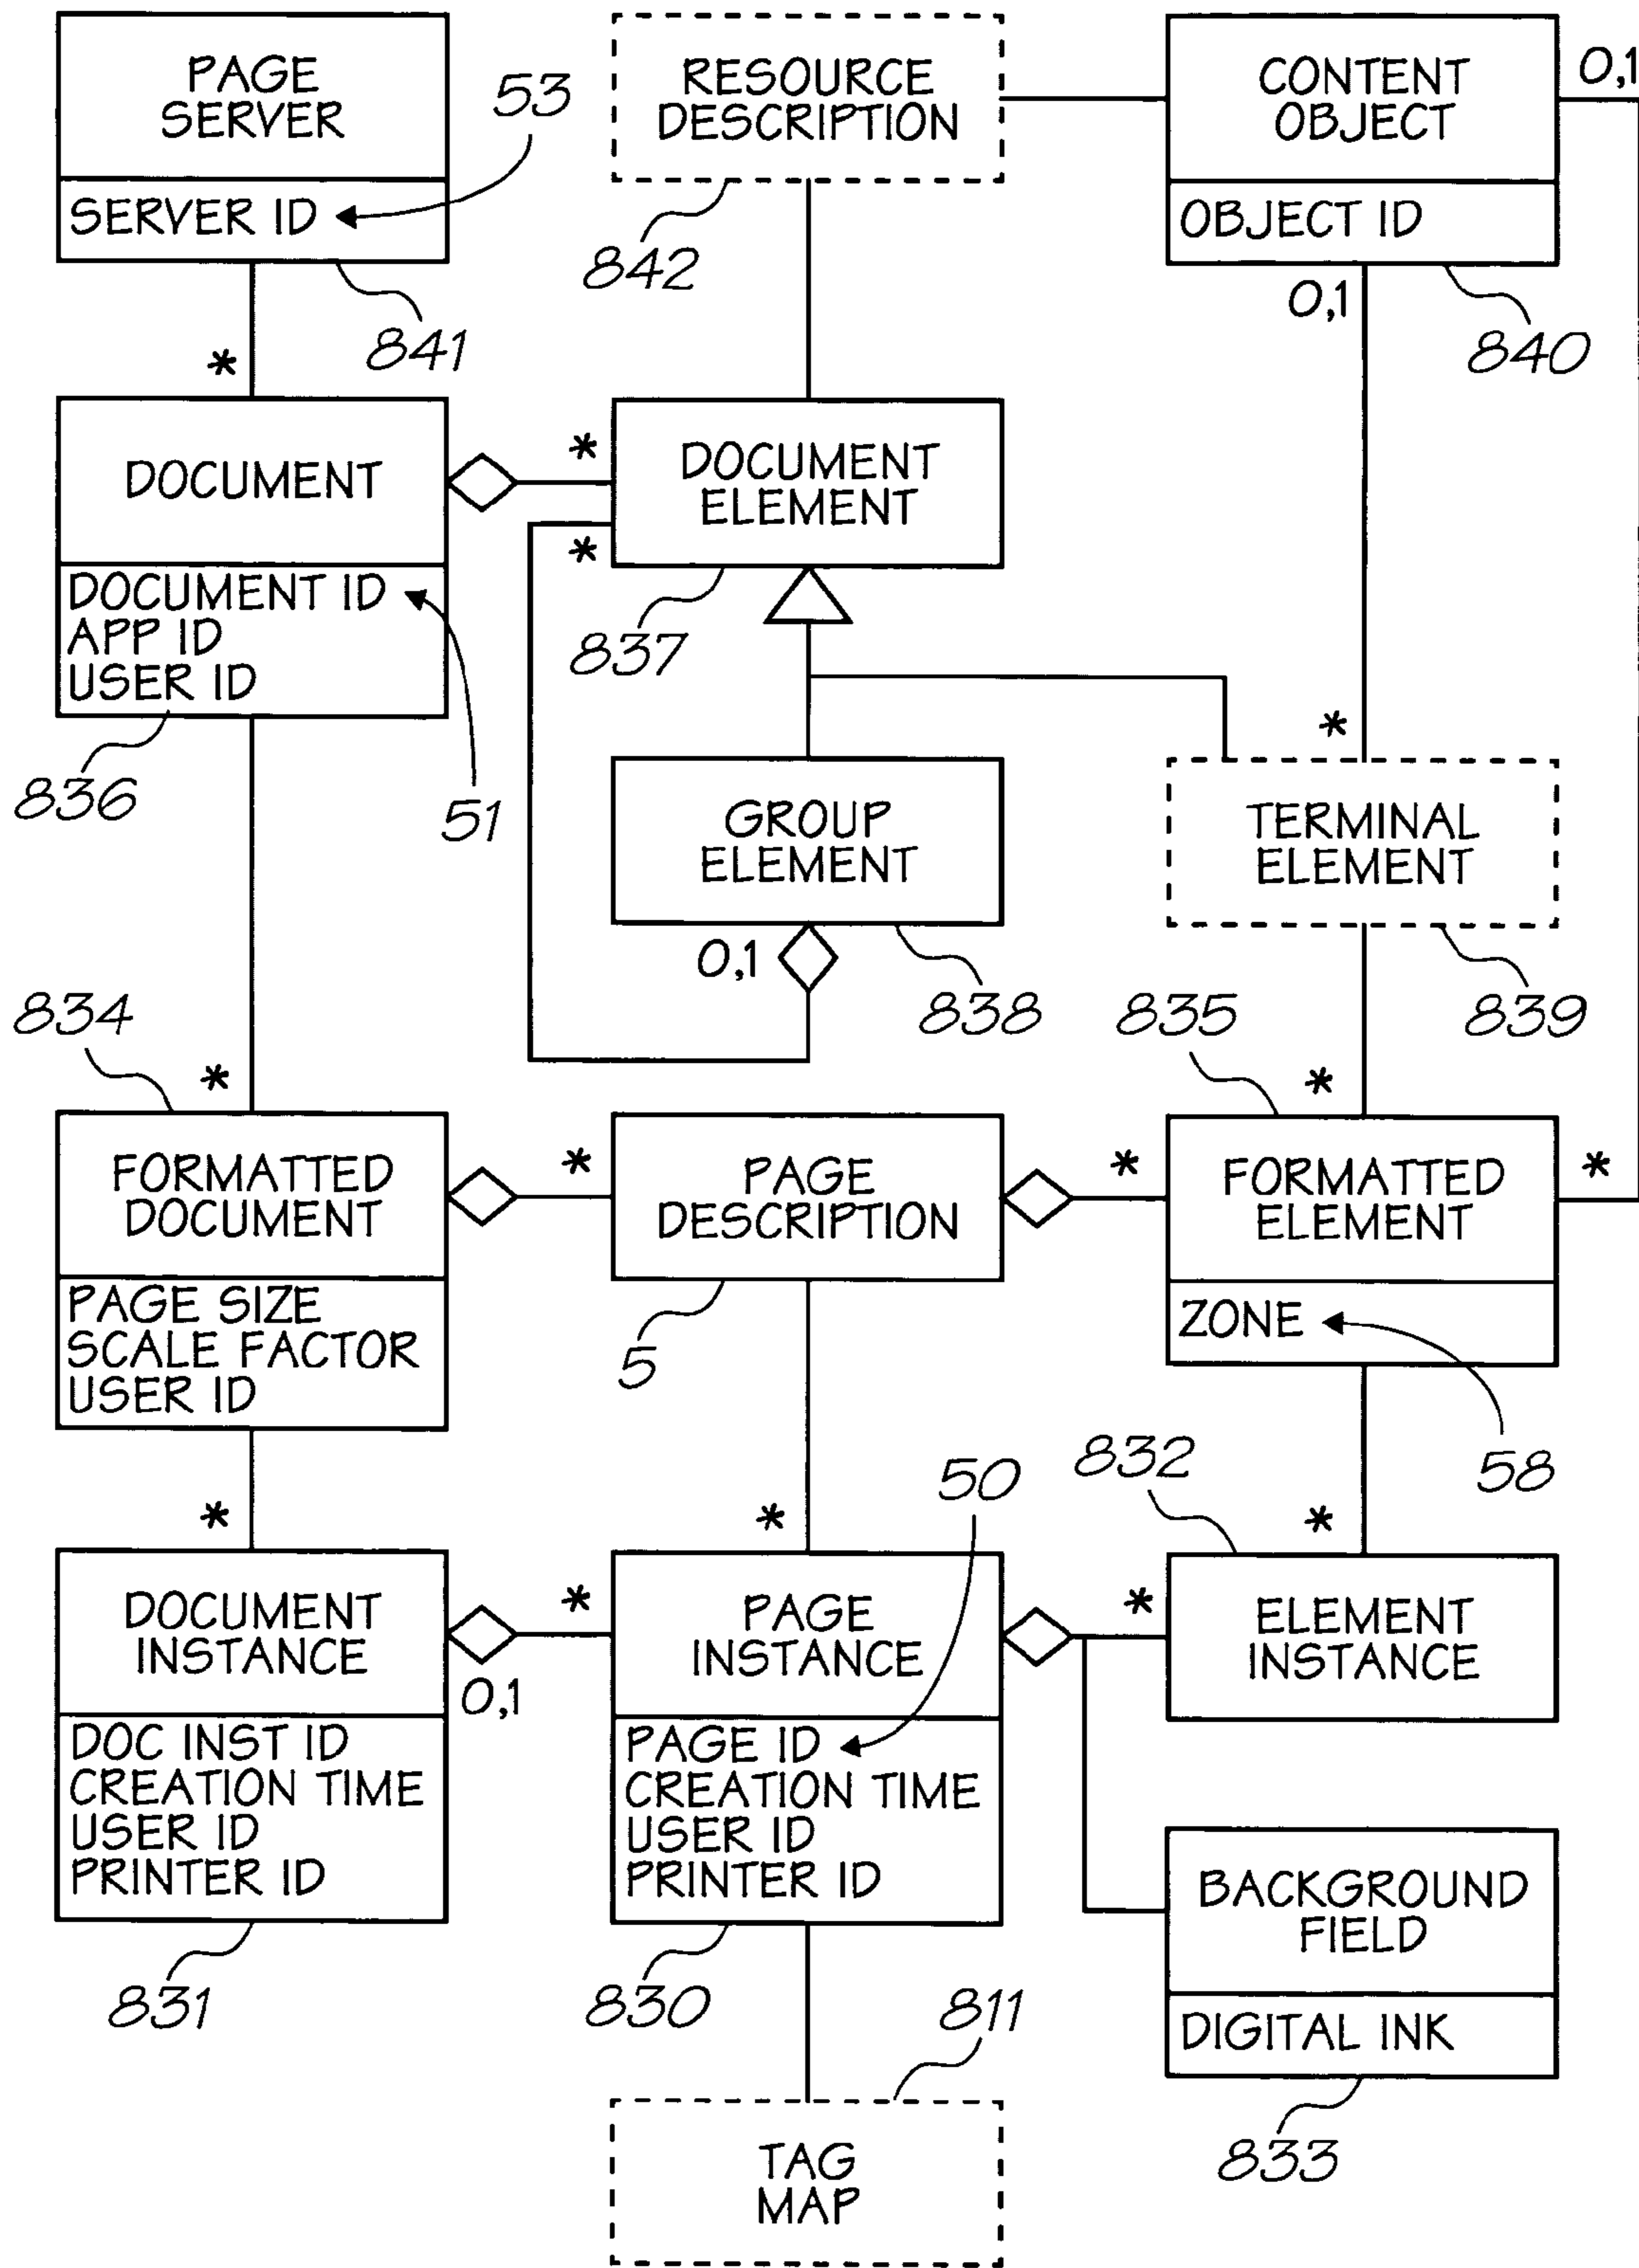 PAGE
SERVER
SERVER ID
53
841
RESOURCE
DESCRIPTION
842
CONTENT
OBJECT
OBJECT ID
840
0,1
0,1
*
DOCUMENT
DOCUMENT ID
APP ID
USER ID
836
51
*
*
DOCUMENT
ELEMENT
837
GROUP
ELEMENT
0,1
838
*
TERMINAL
ELEMENT
839
834
*
FORMATTED
DOCUMENT
PAGE SIZE
SCALE FACTOR
USER ID
*
PAGE
DESCRIPTION
5
835
*
*
*
FORMATTED
ELEMENT
ZONE
58
*
DOCUMENT
INSTANCE
0,1
DOC INST ID
CREATION TIME
USER ID
PRINTER ID
831
*
*
50
PAGE
INSTANCE
PAGE ID
CREATION TIME
USER ID
PRINTER ID
830
832
*
*
ELEMENT
INSTANCE
BACKGROUND
FIELD
DIGITAL INK
833
811
TAG
MAP